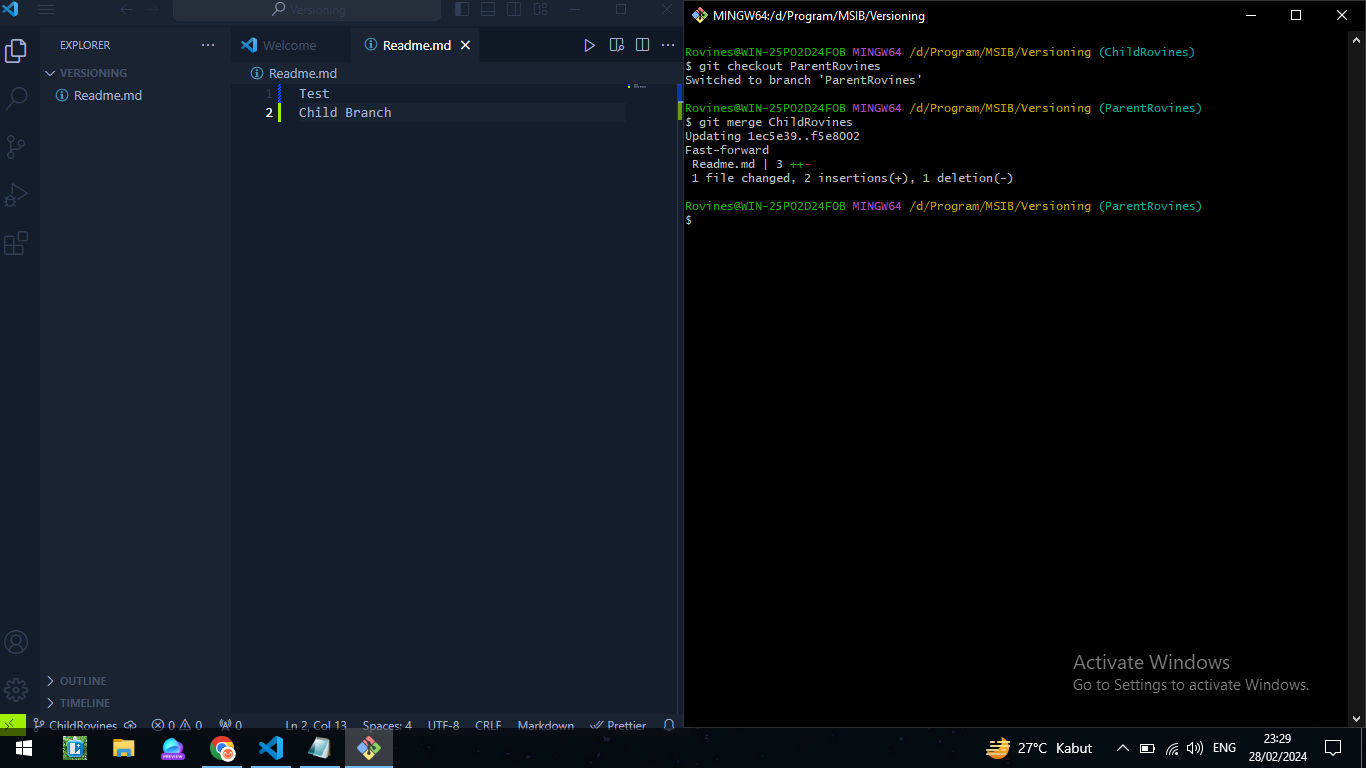 Versioning
EXPLORER
VERSIONING
Readme.md
OUTLINE
TIMELINE
Welcome
Readme.md
Readme.md
1 Test
2 Child Branch
ChildRovines 0 0 0 Ln 2, Col 13 Spaces: 4 UTF-8 CRLF Markdown Prettier
MINGW64:/d/Program/MSIB/Versioning
Rovines@WIN-25PO2D24FOB MINGW64 /d/Program/MSIB/Versioning (ChildRovines)
$ git checkout ParentRovines
Switched to branch 'ParentRovines'
Rovines@WIN-25PO2D24FOB MINGW64 /d/Program/MSIB/Versioning (ParentRovines)
$ git merge ChildRovines
Updating 1ec5e39..f5e8002
Fast-forward
Readme.md | 3 ++-
1 file changed, 2 insertions(+), 1 deletion(-)
Rovines@WIN-25PO2D24FOB MINGW64 /d/Program/MSIB/Versioning (ParentRovines)
$
Activate Windows
Go to Settings to activate Windows.
PREVIEW
27°C Kabut
ENG
23:29
28/02/2024